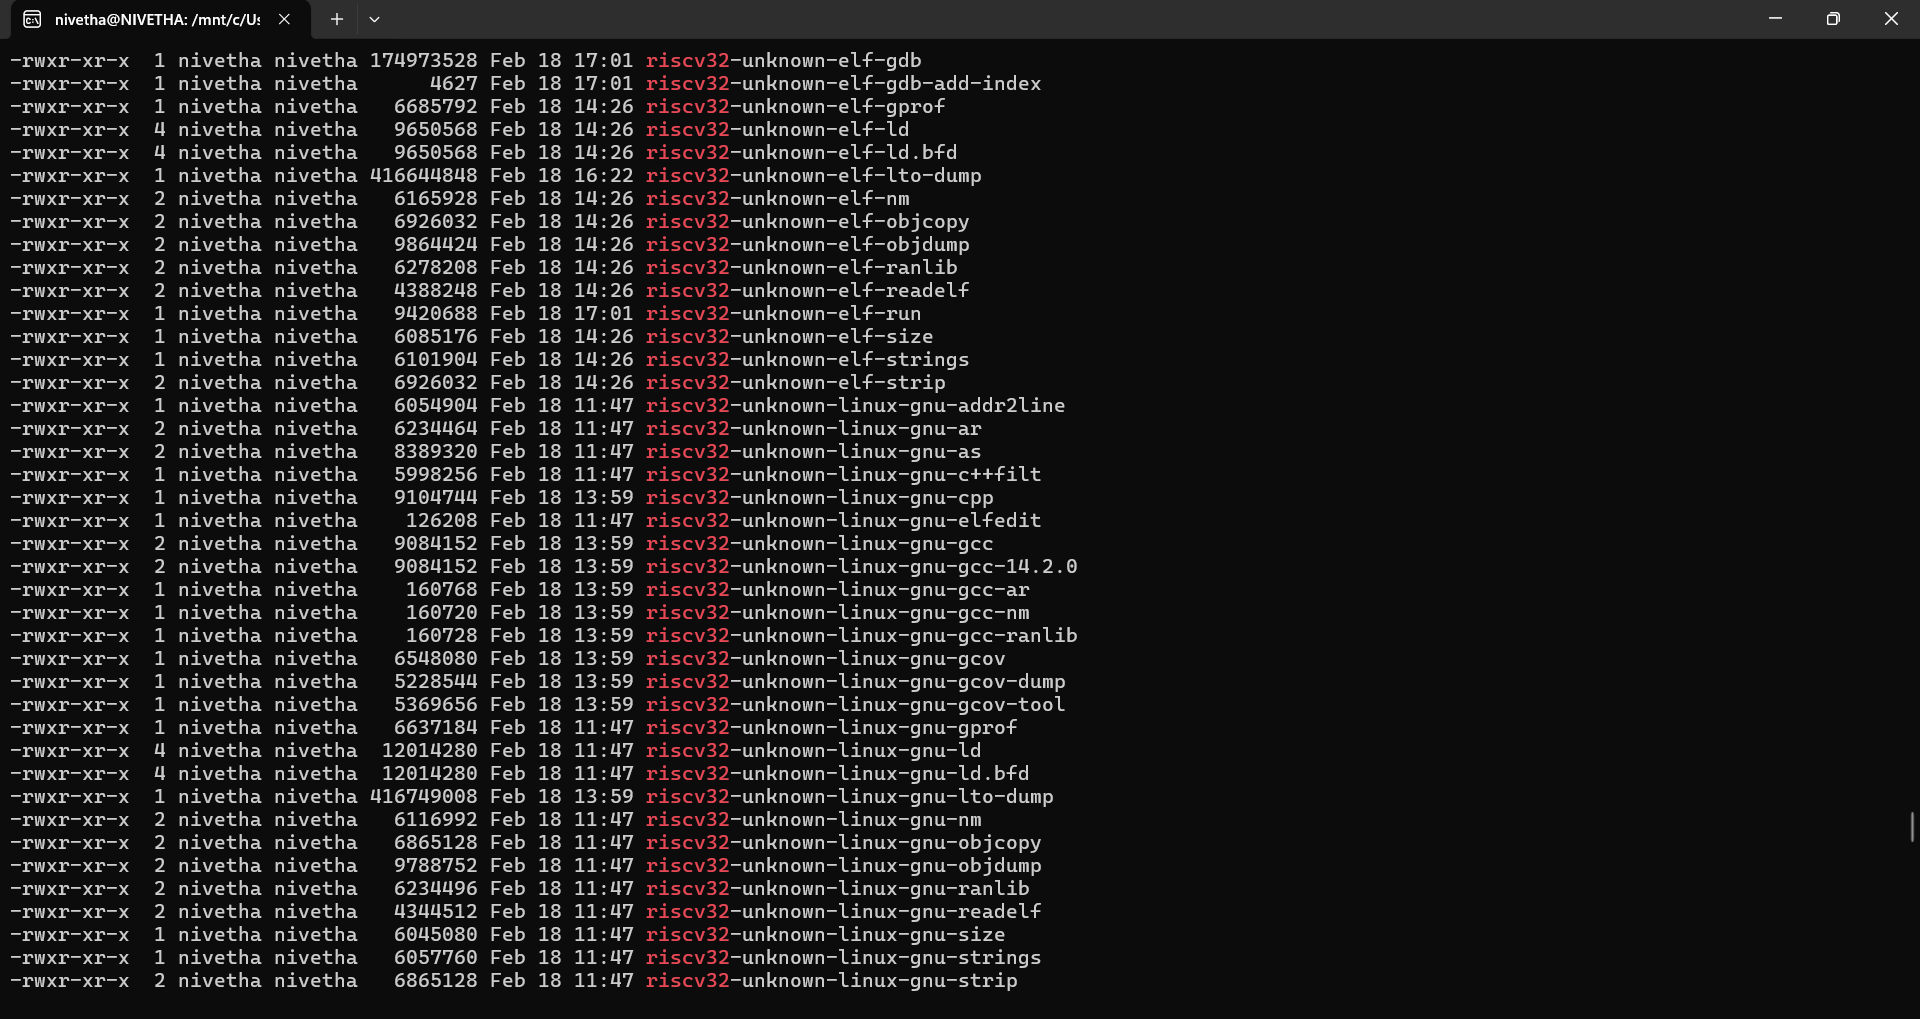 nivetha@NIVETHA: /mnt/c/Us
-rwxr-xr-x  1 nivetha nivetha 174973528 Feb 18 17:01 riscv32-unknown-elf-gdb
-rwxr-xr-x  1 nivetha nivetha      4627 Feb 18 17:01 riscv32-unknown-elf-gdb-add-index
-rwxr-xr-x  1 nivetha nivetha   6685792 Feb 18 14:26 riscv32-unknown-elf-gprof
-rwxr-xr-x  4 nivetha nivetha   9650568 Feb 18 14:26 riscv32-unknown-elf-ld
-rwxr-xr-x  4 nivetha nivetha   9650568 Feb 18 14:26 riscv32-unknown-elf-ld.bfd
-rwxr-xr-x  1 nivetha nivetha 416644848 Feb 18 16:22 riscv32-unknown-elf-lto-dump
-rwxr-xr-x  2 nivetha nivetha   6165928 Feb 18 14:26 riscv32-unknown-elf-nm
-rwxr-xr-x  2 nivetha nivetha   6926032 Feb 18 14:26 riscv32-unknown-elf-objcopy
-rwxr-xr-x  2 nivetha nivetha   9864424 Feb 18 14:26 riscv32-unknown-elf-objdump
-rwxr-xr-x  2 nivetha nivetha   6278208 Feb 18 14:26 riscv32-unknown-elf-ranlib
-rwxr-xr-x  2 nivetha nivetha   4388248 Feb 18 14:26 riscv32-unknown-elf-readelf
-rwxr-xr-x  1 nivetha nivetha   9420688 Feb 18 17:01 riscv32-unknown-elf-run
-rwxr-xr-x  1 nivetha nivetha   6085176 Feb 18 14:26 riscv32-unknown-elf-size
-rwxr-xr-x  1 nivetha nivetha   6101904 Feb 18 14:26 riscv32-unknown-elf-strings
-rwxr-xr-x  2 nivetha nivetha   6926032 Feb 18 14:26 riscv32-unknown-elf-strip
-rwxr-xr-x  1 nivetha nivetha   6054904 Feb 18 11:47 riscv32-unknown-linux-gnu-addr2line
-rwxr-xr-x  2 nivetha nivetha   6234464 Feb 18 11:47 riscv32-unknown-linux-gnu-ar
-rwxr-xr-x  2 nivetha nivetha   8389320 Feb 18 11:47 riscv32-unknown-linux-gnu-as
-rwxr-xr-x  1 nivetha nivetha   5998256 Feb 18 11:47 riscv32-unknown-linux-gnu-c++filt
-rwxr-xr-x  1 nivetha nivetha   9104744 Feb 18 13:59 riscv32-unknown-linux-gnu-cpp
-rwxr-xr-x  1 nivetha nivetha    126208 Feb 18 11:47 riscv32-unknown-linux-gnu-elfedit
-rwxr-xr-x  2 nivetha nivetha   9084152 Feb 18 13:59 riscv32-unknown-linux-gnu-gcc
-rwxr-xr-x  2 nivetha nivetha   9084152 Feb 18 13:59 riscv32-unknown-linux-gnu-gcc-14.2.0
-rwxr-xr-x  1 nivetha nivetha    160768 Feb 18 13:59 riscv32-unknown-linux-gnu-gcc-ar
-rwxr-xr-x  1 nivetha nivetha    160720 Feb 18 13:59 riscv32-unknown-linux-gnu-gcc-nm
-rwxr-xr-x  1 nivetha nivetha    160728 Feb 18 13:59 riscv32-unknown-linux-gnu-gcc-ranlib
-rwxr-xr-x  1 nivetha nivetha   6548080 Feb 18 13:59 riscv32-unknown-linux-gnu-gcov
-rwxr-xr-x  1 nivetha nivetha   5228544 Feb 18 13:59 riscv32-unknown-linux-gnu-gcov-dump
-rwxr-xr-x  1 nivetha nivetha   5369656 Feb 18 13:59 riscv32-unknown-linux-gnu-gcov-tool
-rwxr-xr-x  1 nivetha nivetha   6637184 Feb 18 11:47 riscv32-unknown-linux-gnu-gprof
-rwxr-xr-x  4 nivetha nivetha  12014280 Feb 18 11:47 riscv32-unknown-linux-gnu-ld
-rwxr-xr-x  4 nivetha nivetha  12014280 Feb 18 11:47 riscv32-unknown-linux-gnu-ld.bfd
-rwxr-xr-x  1 nivetha nivetha 416749008 Feb 18 13:59 riscv32-unknown-linux-gnu-lto-dump
-rwxr-xr-x  2 nivetha nivetha   6116992 Feb 18 11:47 riscv32-unknown-linux-gnu-nm
-rwxr-xr-x  2 nivetha nivetha   6865128 Feb 18 11:47 riscv32-unknown-linux-gnu-objcopy
-rwxr-xr-x  2 nivetha nivetha   9788752 Feb 18 11:47 riscv32-unknown-linux-gnu-objdump
-rwxr-xr-x  2 nivetha nivetha   6234496 Feb 18 11:47 riscv32-unknown-linux-gnu-ranlib
-rwxr-xr-x  2 nivetha nivetha   4344512 Feb 18 11:47 riscv32-unknown-linux-gnu-readelf
-rwxr-xr-x  1 nivetha nivetha   6045080 Feb 18 11:47 riscv32-unknown-linux-gnu-size
-rwxr-xr-x  1 nivetha nivetha   6057760 Feb 18 11:47 riscv32-unknown-linux-gnu-strings
-rwxr-xr-x  2 nivetha nivetha   6865128 Feb 18 11:47 riscv32-unknown-linux-gnu-strip